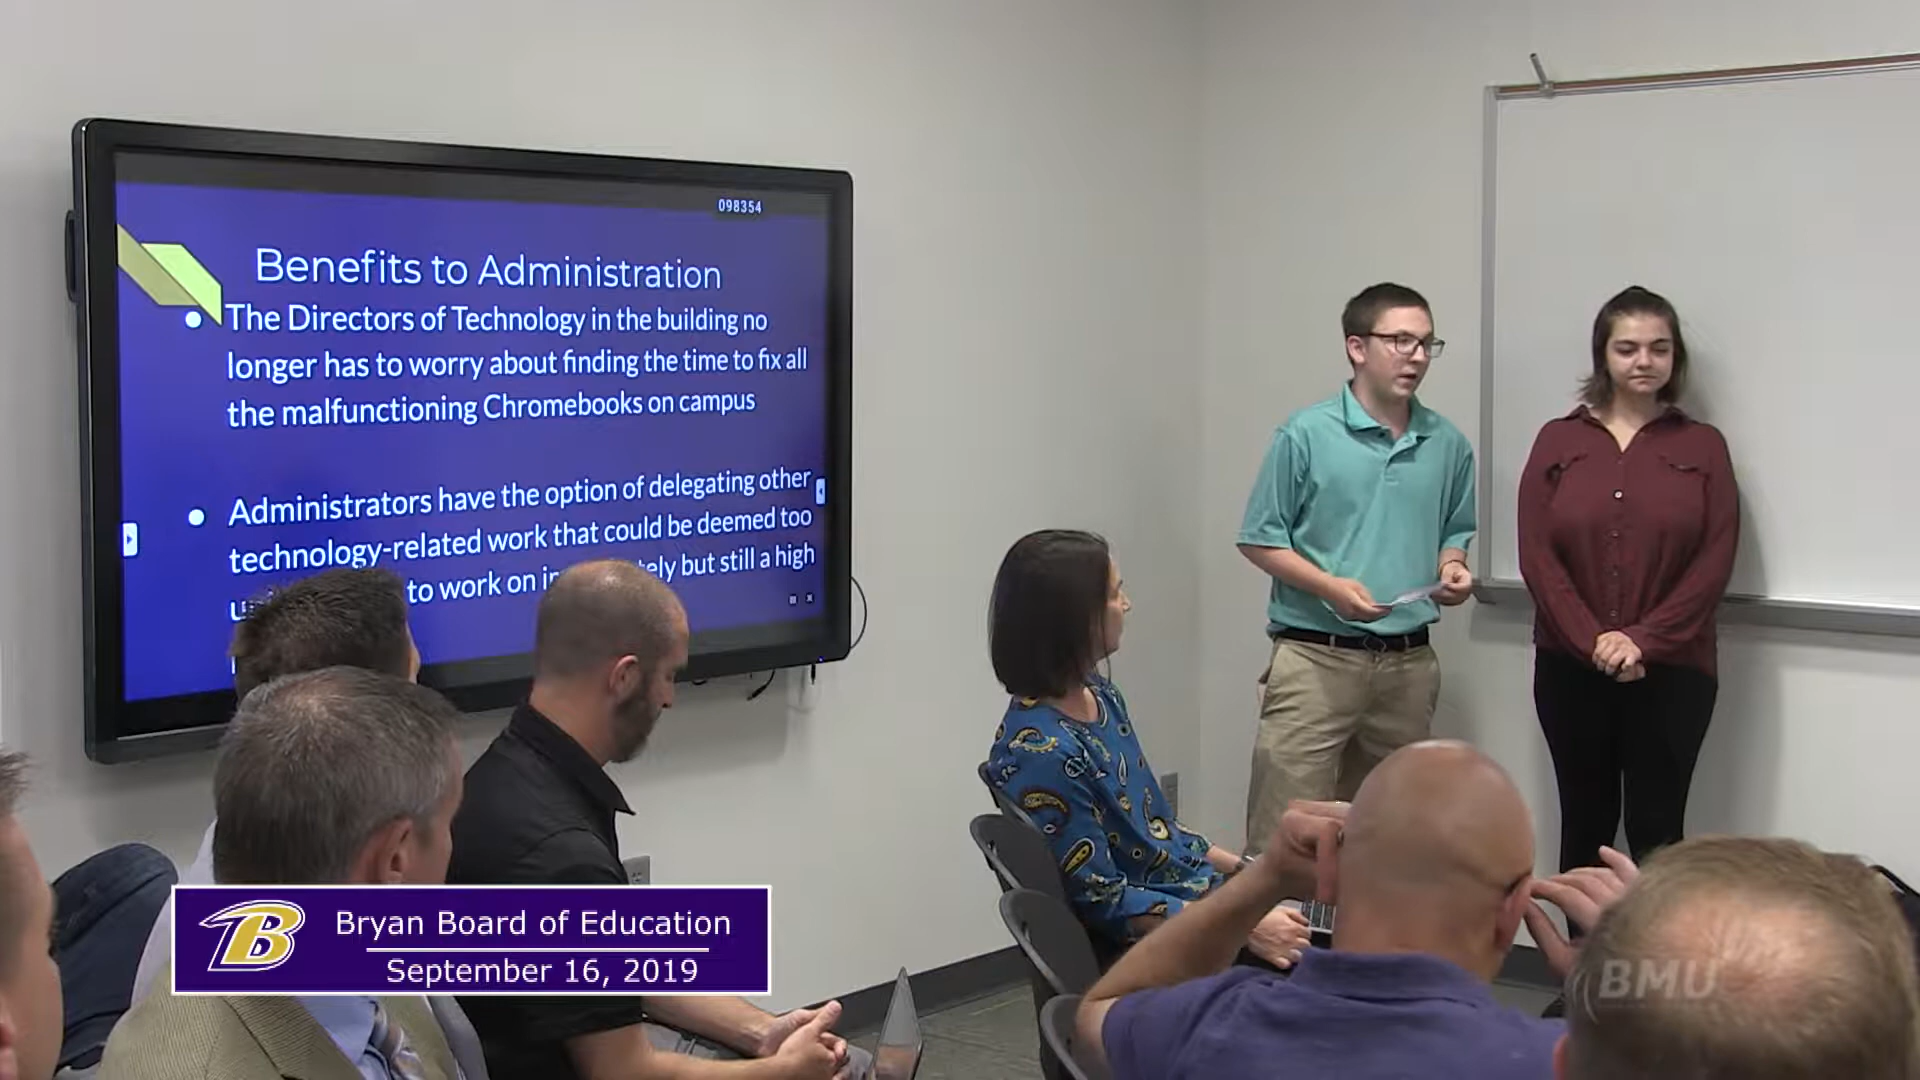 098354
Benefits to Administration
• The Directors of Technology in the building no
longer has to worry about finding the time to fix all
the malfunctioning Chromebooks on campus
• Administrators have the option of delegating other
technology-related work that could be deemed too
to work on but still a high
B
Bryan Board of Education
September 16, 2019
BMU